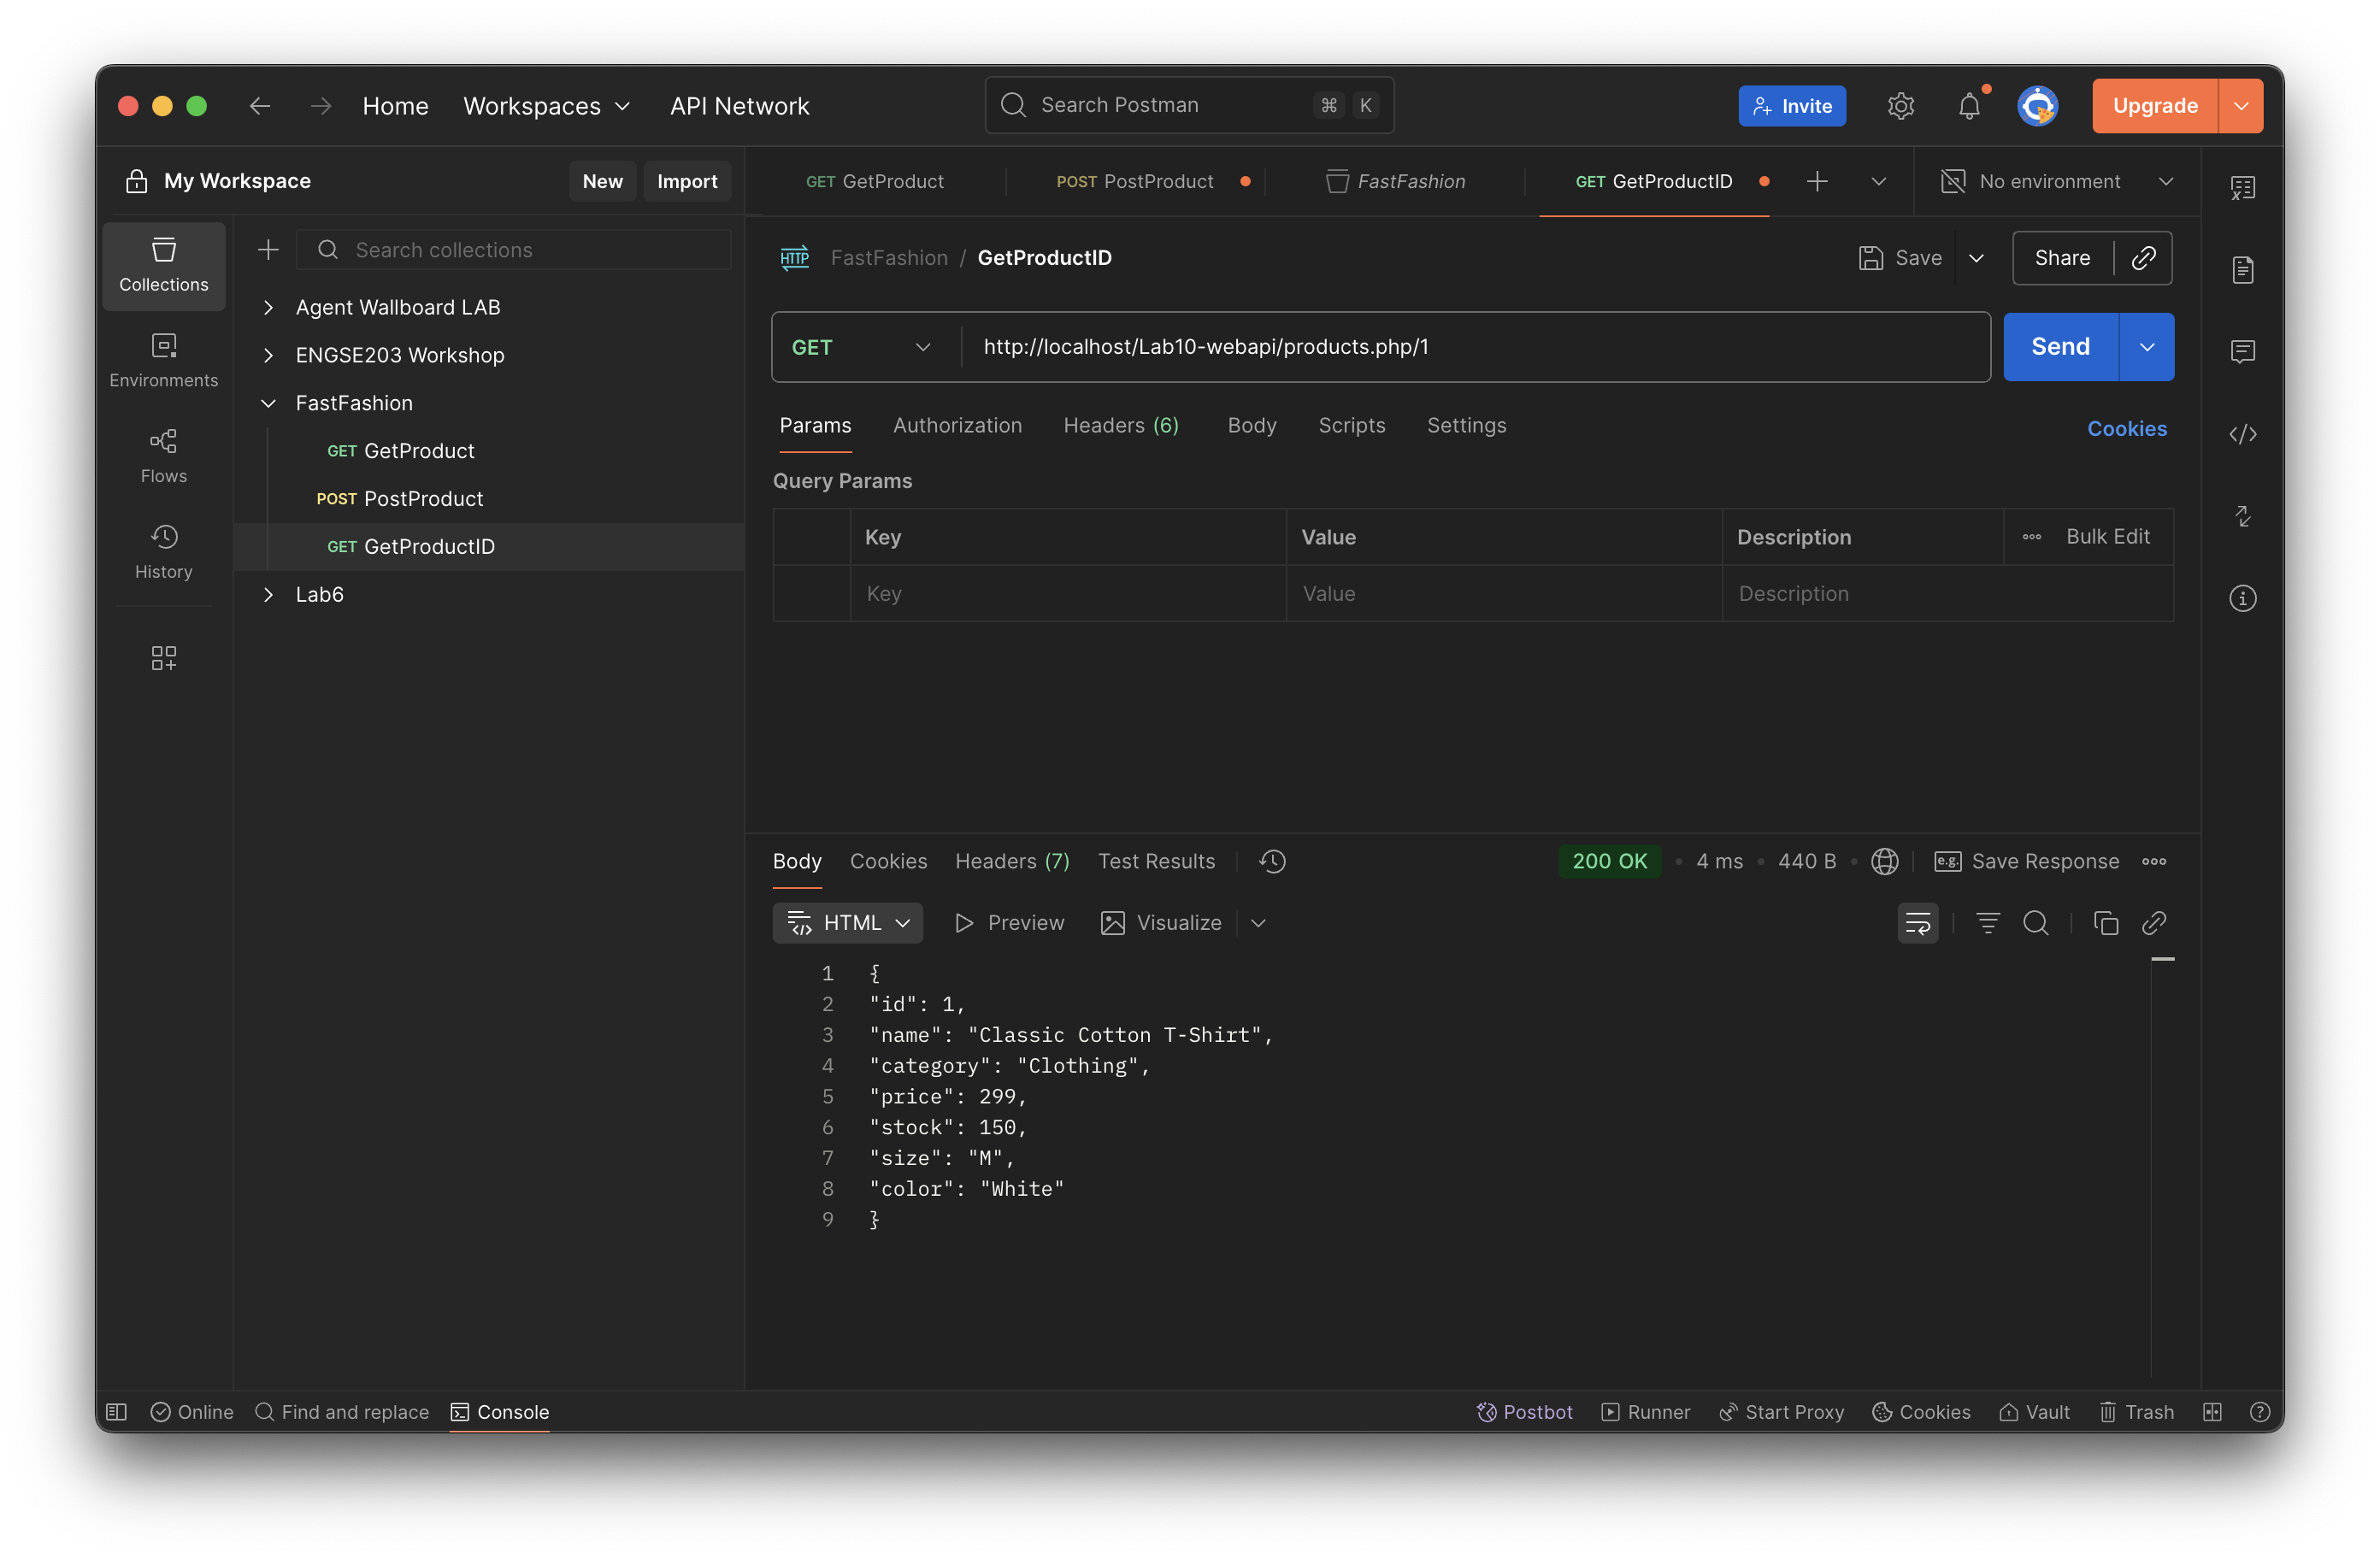 Home Workspaces API Network Search Postman ⌘ K Invite Upgrade
My Workspace New Import GET GetProduct POST PostProduct FastFashion GET GetProductID No environment
Collections
Environments
Flows
History
Search collections
Agent Wallboard LAB
ENGSE203 Workshop
FastFashion
GET GetProduct
POST PostProduct
GET GetProductID
Lab6
HTTP FastFashion / GetProductID Save Share
GET http://localhost/Lab10-webapi/products.php/1 Send
Params Authorization Headers (6) Body Scripts Settings Cookies
Query Params
Key Value Description Bulk Edit
Key Value Description
Body Cookies Headers (7) Test Results 200 OK • 4 ms • 440 B • e.g. Save Response
HTML Preview Visualize
1 {
2 "id": 1,
3 "name": "Classic Cotton T-Shirt",
4 "category": "Clothing",
5 "price": 299,
6 "stock": 150,
7 "size": "M",
8 "color": "White"
9 }
Online Find and replace Console Postbot Runner Start Proxy Cookies Vault Trash